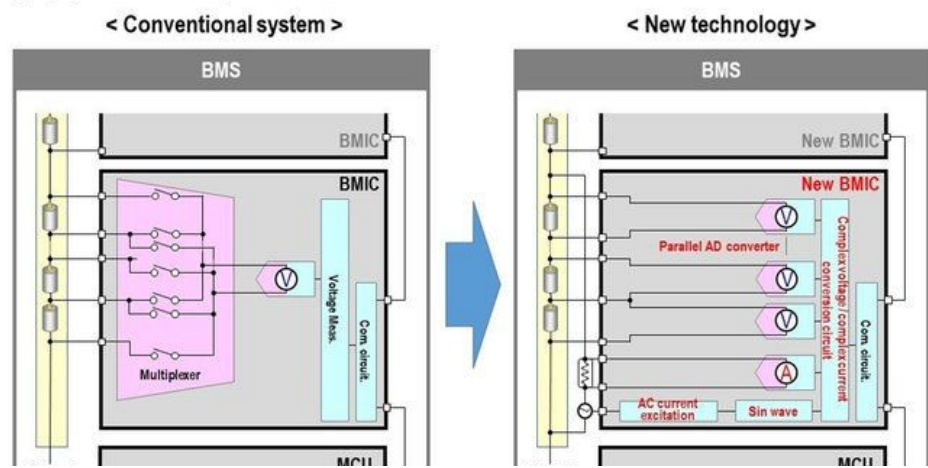 < Conventional system >
BMS
BMIC
BMIC
V
Voltage Meas.
Com. circuit.
Multiplexer
MCU
< New technology >
BMS
New BMIC
New BMIC
V
Parallel AD converter
V
V
A
Complex voltage / complex current
conversion circuit
Com. circuit.
AC current
excitation
Sin wave
MCU